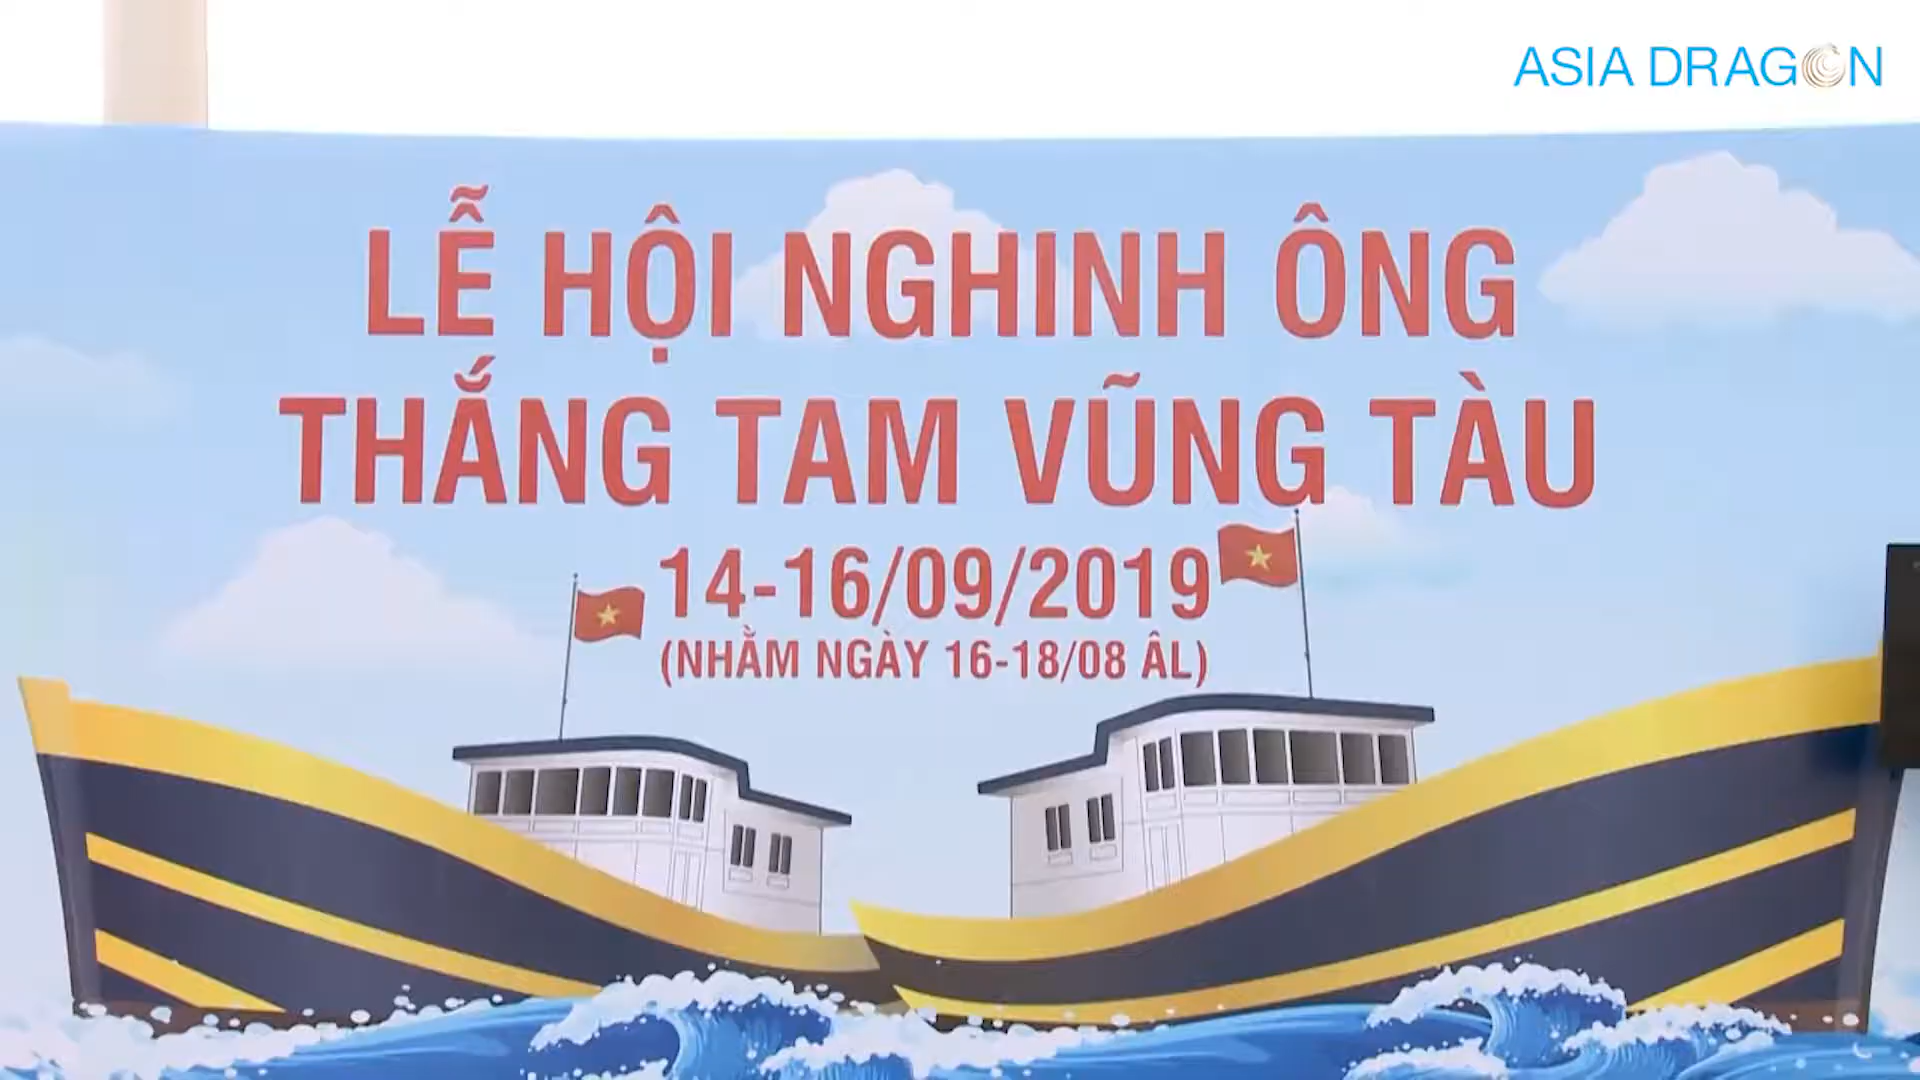 ASIA DRAGON
LỄ HỘI NGHINH ÔNG
THẮNG TAM VŨNG TÀU
14-16/09/2019
(NHẰM NGÀY 16-18/08 ÂL)